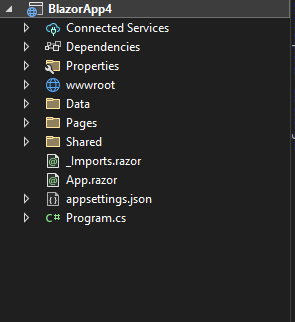 BlazorApp4
Connected Services
Dependencies
Properties
wwwroot
Data
Pages
Shared
_Imports.razor
App.razor
appsettings.json
C# Program.cs